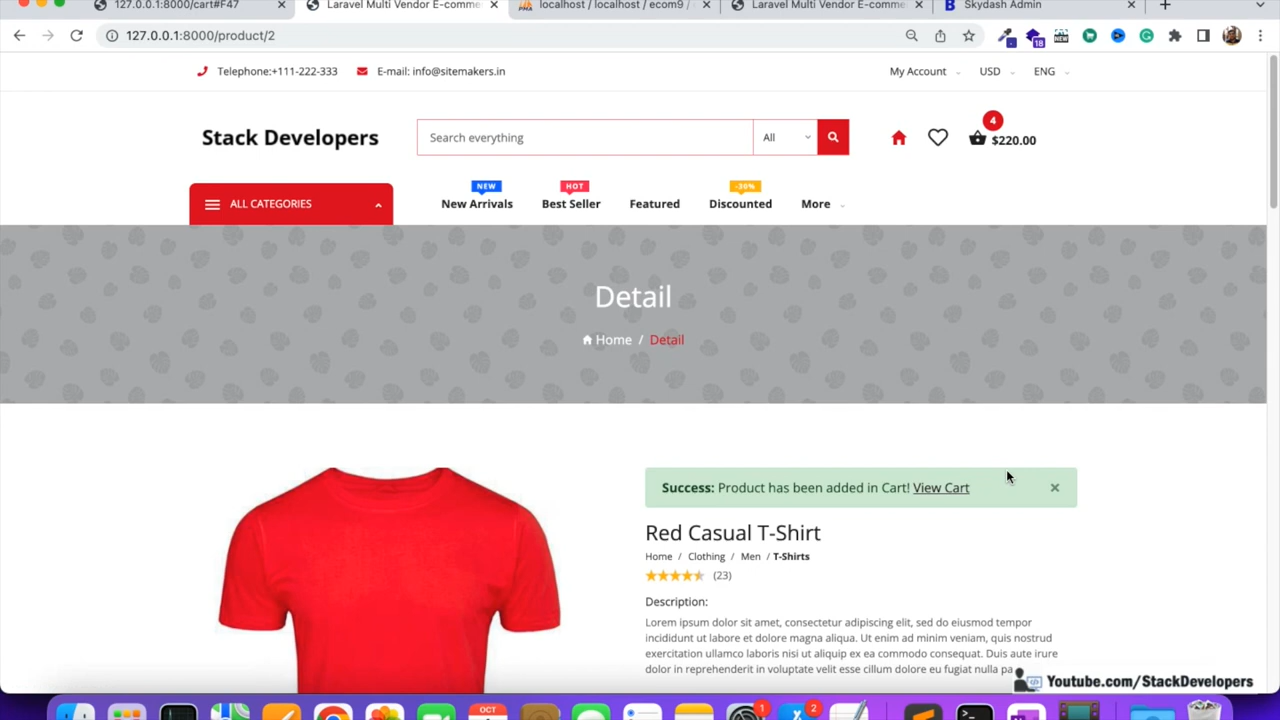 127.0.0.1:8000/cart#F47
Laravel Multi Vendor E-comme
localhost / localhost / ecom9 /
Laravel Multi Vendor E-comme
Skydash Admin
127.0.0.1:8000/product/2
18
NEW
Telephone:+111-222-333
E-mail: info@sitemakers.in
My Account
USD
ENG
Stack Developers
Search everything
All
4
$220.00
ALL CATEGORIES
NEW
New Arrivals
HOT
Best Seller
Featured
-30%
Discounted
More
Detail
Home / Detail
Success: Product has been added in Cart! View Cart
Red Casual T-Shirt
Home / Clothing / Men / T-Shirts
(23)
Description:
Lorem ipsum dolor sit amet, consectetur adipiscing elit, sed do eiusmod tempor
incididunt ut labore et dolore magna aliqua. Ut enim ad minim veniam, quis nostrud
exercitation ullamco laboris nisi ut aliquip ex ea commodo consequat. Duis aute irure
dolor in reprehenderit in voluptate velit esse cillum dolore eu fugiat nulla pa
Youtube.com/StackDevelopers
OCT
1
2